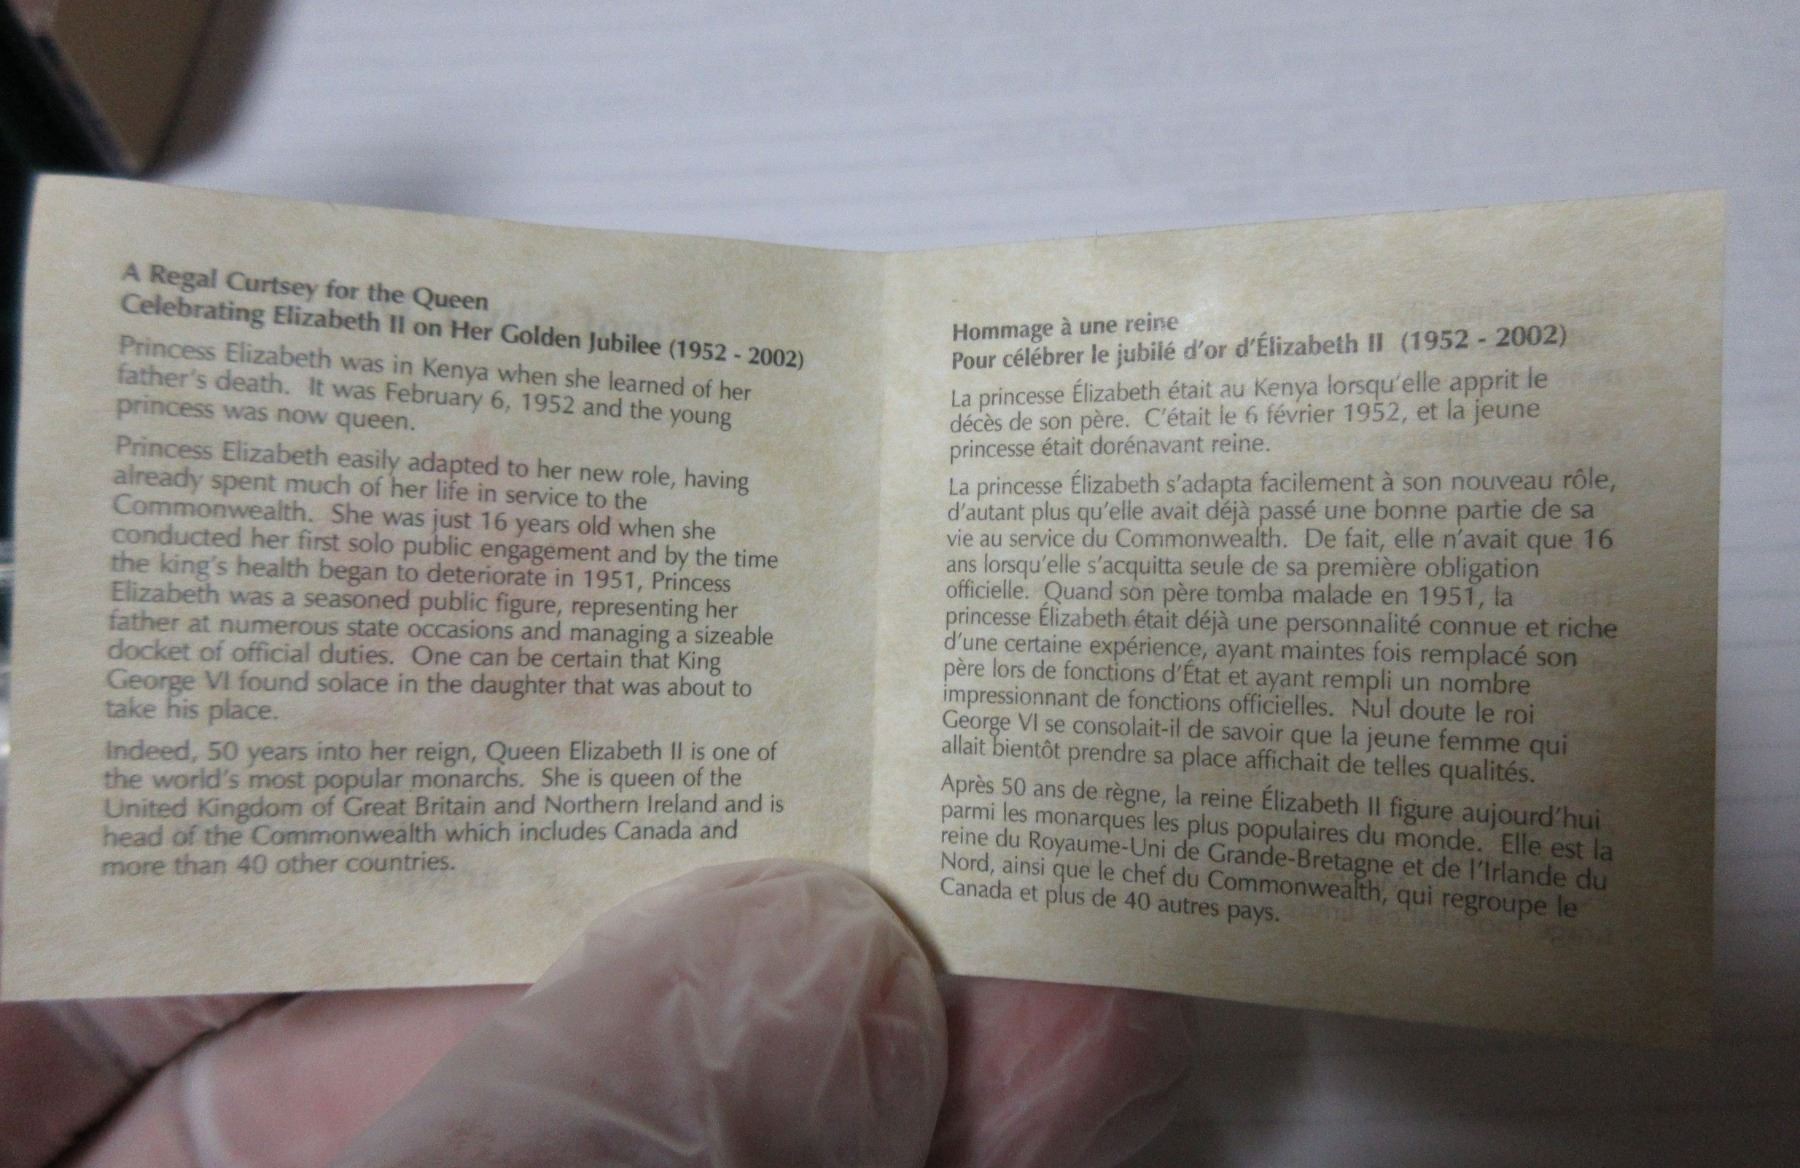 A Regal Curtsey for the Queen
Celebrating Elizabeth II on Her Golden Jubilee (1952 - 2002)
Princess Elizabeth was in Kenya when she learned of her
father's death. It was February 6, 1952 and the young
princess was now queen.
Princess Elizabeth easily adapted to her new role, having
already spent much of her life in service to the
Commonwealth. She was just 16 years old when she
conducted her first solo public engagement and by the time
the king's health began to deteriorate in 1951, Princess
Elizabeth was a seasoned public figure, representing her
father at numerous state occasions and managing a sizeable
docket of official duties. One can be certain that King
George VI found solace in the daughter that was about to
take his place.
Indeed, 50 years into her reign, Queen Elizabeth II is one of
the world's most popular monarchs. She is queen of the
United Kingdom of Great Britain and Northern Ireland and is
head of the Commonwealth which includes Canada and
more than 40 other countries.
Hommage à une reine
Pour célébrer le jubilé d'or d'Élizabeth II (1952 - 2002)
La princesse Élizabeth était au Kenya lorsqu'elle apprit le
décès de son père. C'était le 6 février 1952, et la jeune
princesse était dorénavant reine.
La princesse Élizabeth s'adapta facilement à son nouveau rôle,
d'autant plus qu'elle avait déjà passé une bonne partie de sa
vie au service du Commonwealth. De fait, elle n'avait que 16
ans lorsqu'elle s'acquitta seule de sa première obligation
officielle. Quand son père tomba malade en 1951, la
princesse Élizabeth était déjà une personnalité connue et riche
d'une certaine expérience, ayant maintes fois remplacé son
père lors de fonctions d'État et ayant rempli un nombre
impressionnant de fonctions officielles. Nul doute le roi
George VI se consolait-il de savoir que la jeune femme qui
allait bientôt prendre sa place affichait de telles qualités.
Après 50 ans de règne, la reine Élizabeth II figure aujourd'hui
parmi les monarques les plus populaires du monde. Elle est la
reine du Royaume-Uni de Grande-Bretagne et de l'Irlande du
Nord, ainsi que le chef du Commonwealth, qui regroupe le
Canada et plus de 40 autres pays.